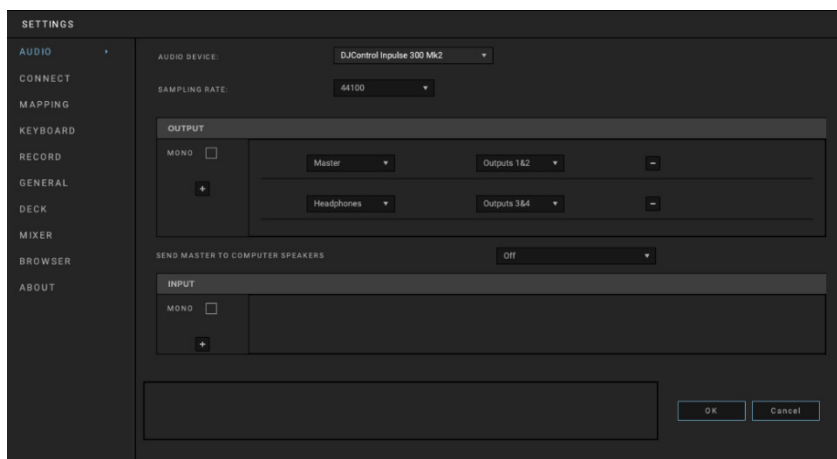 SETTINGS
AUDIO
CONNECT
MAPPING
KEYBOARD
RECORD
GENERAL
DECK
MIXER
BROWSER
ABOUT
AUDIO DEVICE: DJControl Inpulse 300 Mk2
SAMPLING RATE: 44100
OUTPUT
MONO
+
Master Outputs 1&2 −
Headphones Outputs 3&4 −
SEND MASTER TO COMPUTER SPEAKERS Off
INPUT
MONO
+
OK Cancel